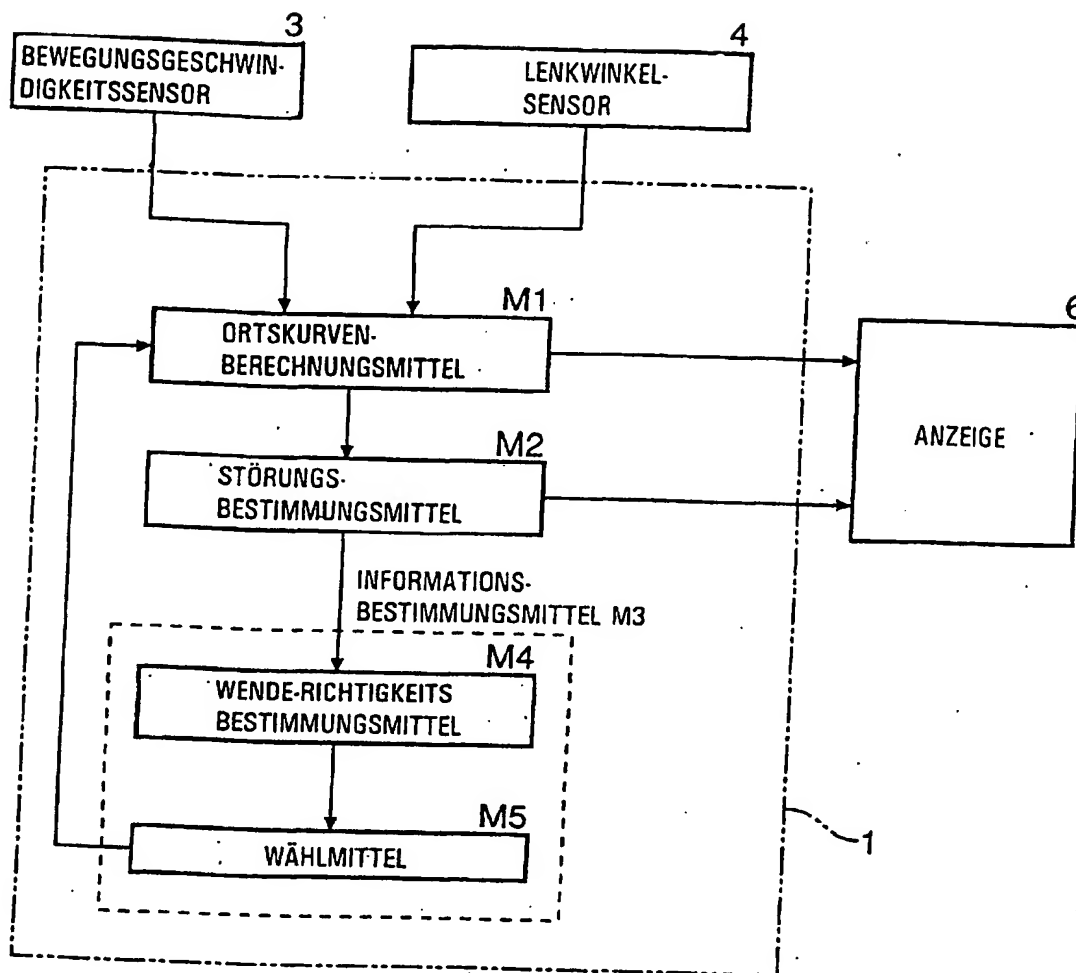 3
BEWEGUNGSGESCHWIN-
DIGKEITSSENSOR
4
LENKWINKEL-
SENSOR
M1
ORTSKURVEN-
BERECHNUNGSMITTEL
6
ANZEIGE
M2
STÖRUNGS-
BESTIMMUNGSMITTEL
INFORMATIONS-
BESTIMMUNGSMITTEL M3
M4
WENDE-RICHTIGKEITS
BESTIMMUNGSMITTEL
M5
WÄHLMITTEL
1